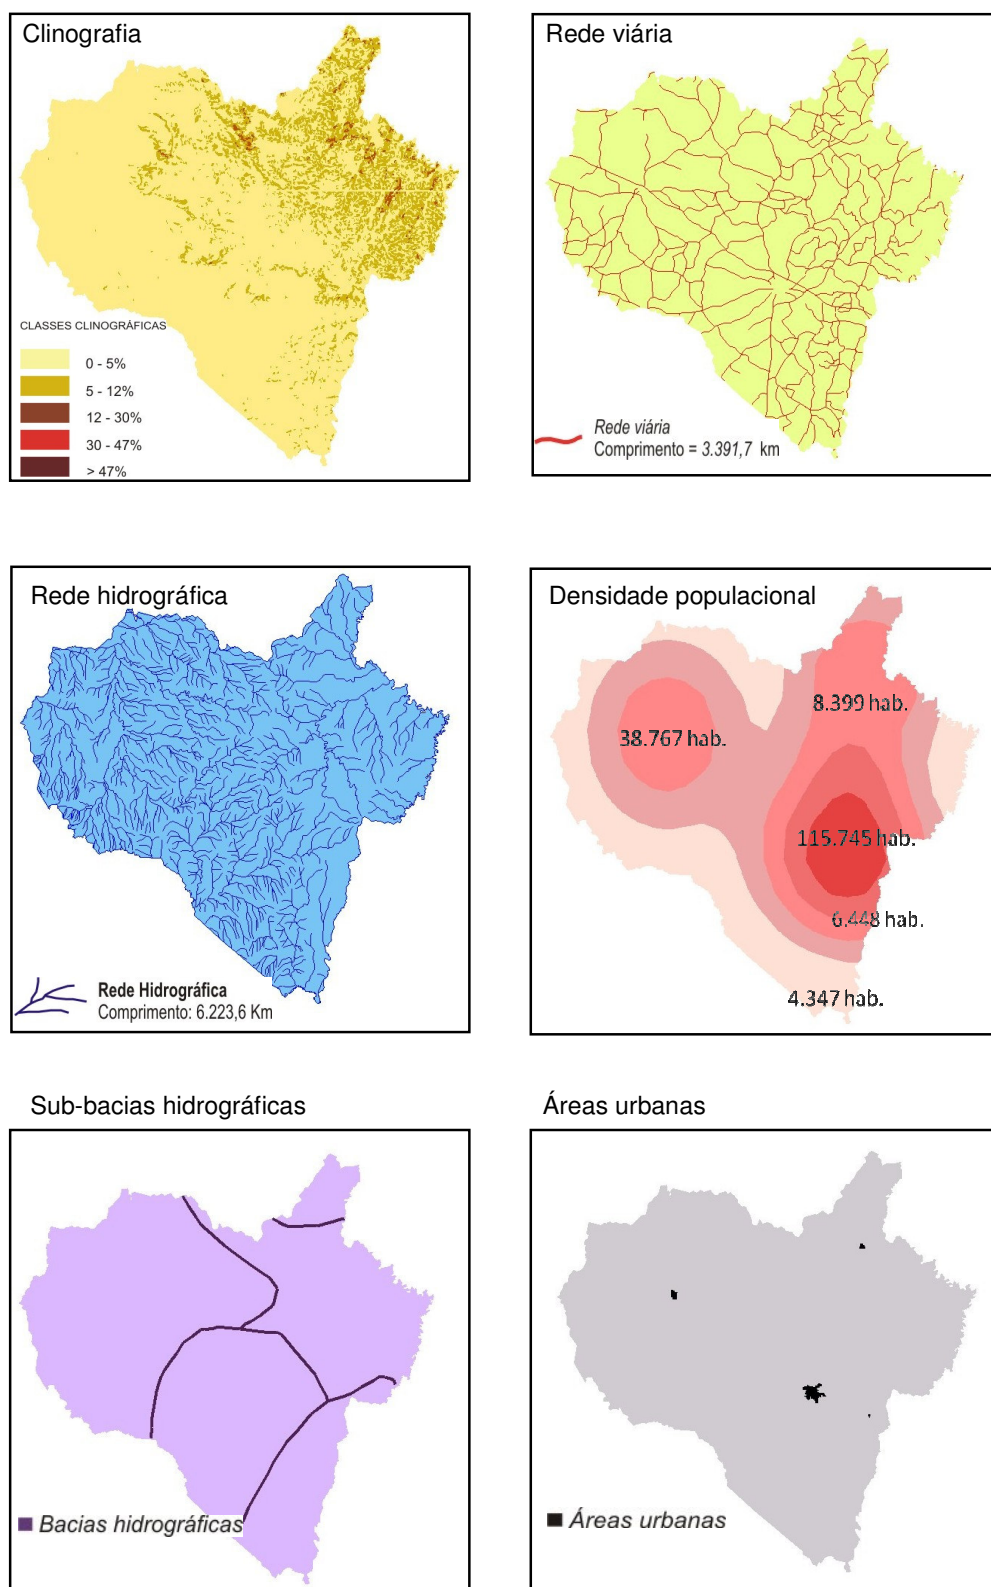 Clinografia
CLASSES CLINOGRÁFICAS
0 - 5%
5 - 12%
12 - 30%
30 - 47%
> 47%
Rede viária
Rede viária
Comprimento = 3.391,7 km
Rede hidrográfica
Rede Hidrográfica
Comprimento: 6.223,6 Km
Densidade populacional
8.399 hab.
38.767 hab.
115.745 hab.
6.448 hab.
4.347 hab.
Sub-bacias hidrográficas
Bacias hidrográficas
Áreas urbanas
Áreas urbanas